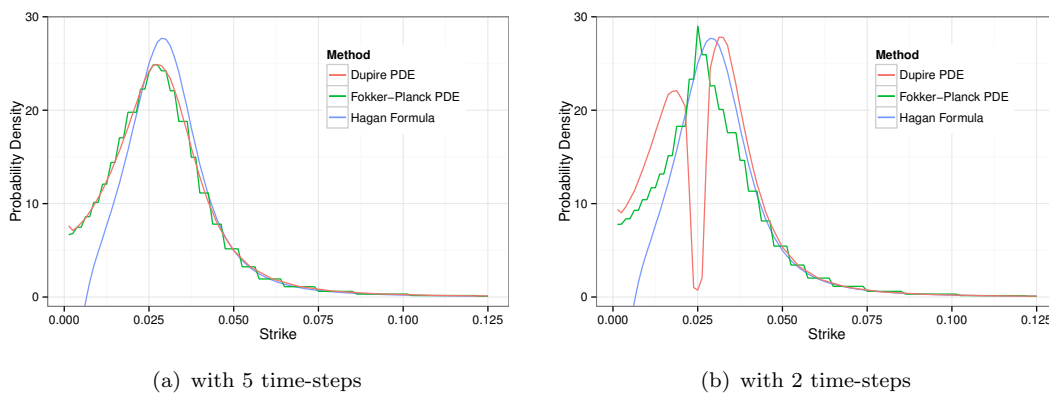 30
20
10
0
Probability Density
Method
Dupire PDE
Fokker−Planck PDE
Hagan Formula
0.000 0.025 0.050 0.075 0.100 0.125
Strike
(a) with 5 time-steps
30
20
10
0
Probability Density
Method
Dupire PDE
Fokker−Planck PDE
Hagan Formula
0.000 0.025 0.050 0.075 0.100 0.125
Strike
(b) with 2 time-steps